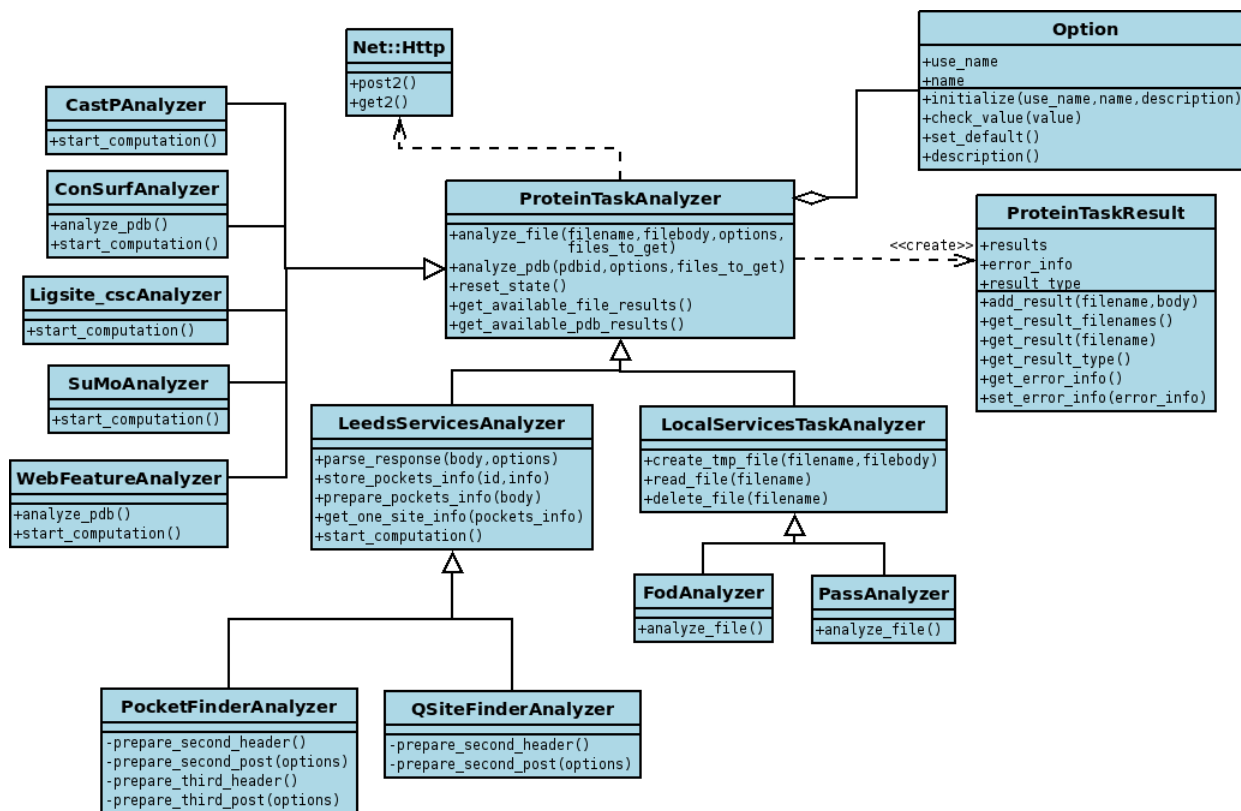 Net::Http
+post2()
+get2()
Option
+use_name
+name
+initialize(use_name,name,description)
+check_value(value)
+set_default()
+description()
CastPAnalyzer
+start_computation()
ConSurfAnalyzer
+analyze_pdb()
+start_computation()
Ligsite_cscAnalyzer
+start_computation()
SuMoAnalyzer
+start_computation()
WebFeatureAnalyzer
+analyze_pdb()
+start_computation()
ProteinTaskAnalyzer
+analyze_file(filename,filebody,options,
files_to_get)
+analyze_pdb(pdbid,options,files_to_get)
+reset_state()
+get_available_file_results()
+get_available_pdb_results()
<<create>>
ProteinTaskResult
+results
+error_info
+result_type
+add_result(filename,body)
+get_result_filenames()
+get_result(filename)
+get_result_type()
+get_error_info()
+set_error_info(error_info)
LeedsServicesAnalyzer
+parse_response(body,options)
+store_pockets_info(id,info)
+prepare_pockets_info(body)
+get_one_site_info(pockets_info)
+start_computation()
LocalServicesTaskAnalyzer
+create_tmp_file(filename,filebody)
+read_file(filename)
+delete_file(filename)
FodAnalyzer
+analyze_file()
PassAnalyzer
+analyze_file()
PocketFinderAnalyzer
-prepare_second_header()
-prepare_second_post(options)
-prepare_third_header()
-prepare_third_post(options)
QSiteFinderAnalyzer
-prepare_second_header()
-prepare_second_post(options)